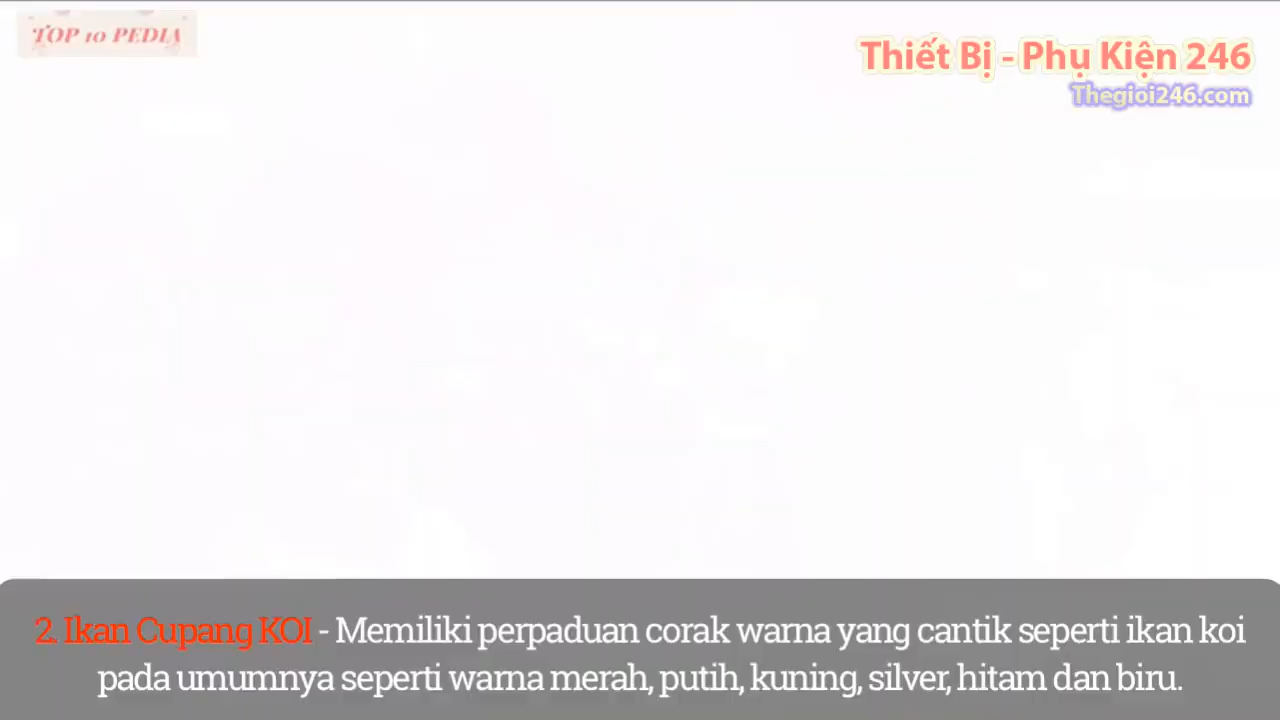 TOP 10 PEDIA
Thiết Bị - Phụ Kiện 246
Thegioi246.com
2. Ikan Cupang KOI - Memiliki perpaduan corak warna yang cantik seperti ikan koi
pada umumnya seperti warna merah, putih, kuning, silver, hitam dan biru.